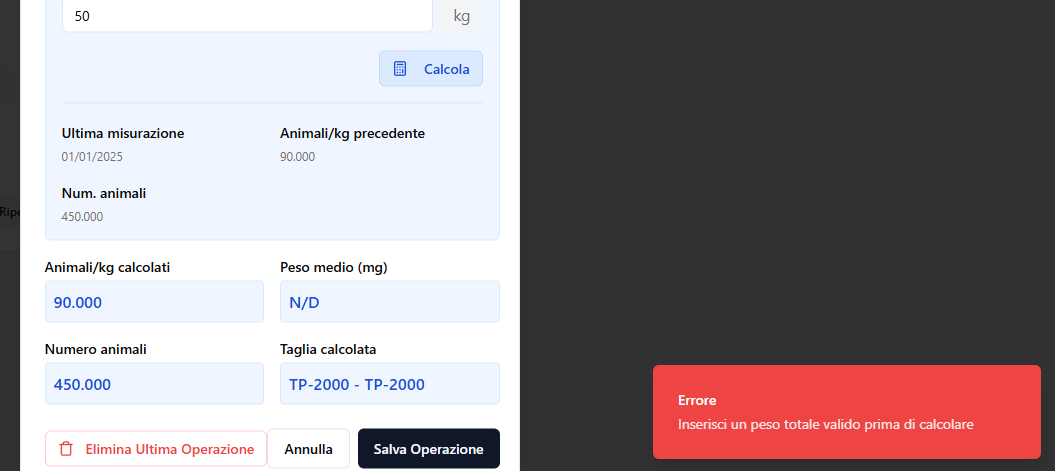 50
kg
Calcola
Ultima misurazione
Animali/kg precedente
01/01/2025
90.000
Num. animali
450.000
Ripe
Animali/kg calcolati
Peso medio (mg)
90.000
N/D
Numero animali
Taglia calcolata
450.000
TP-2000 - TP-2000
Elimina Ultima Operazione
Annulla
Salva Operazione
Errore
Inserisci un peso totale valido prima di calcolare